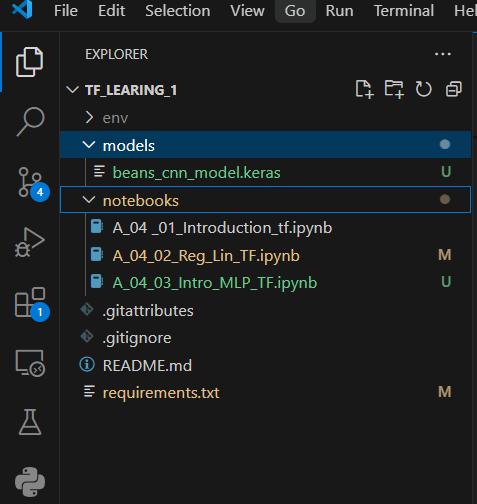 File Edit Selection View Go Run Terminal Hel
EXPLORER
TF_LEARING_1
env
models
beans_cnn_model.keras U
4
notebooks
A_04 _01_Introduction_tf.ipynb
A_04_02_Reg_Lin_TF.ipynb M
A_04_03_Intro_MLP_TF.ipynb U
1
.gitattributes
.gitignore
README.md
requirements.txt M